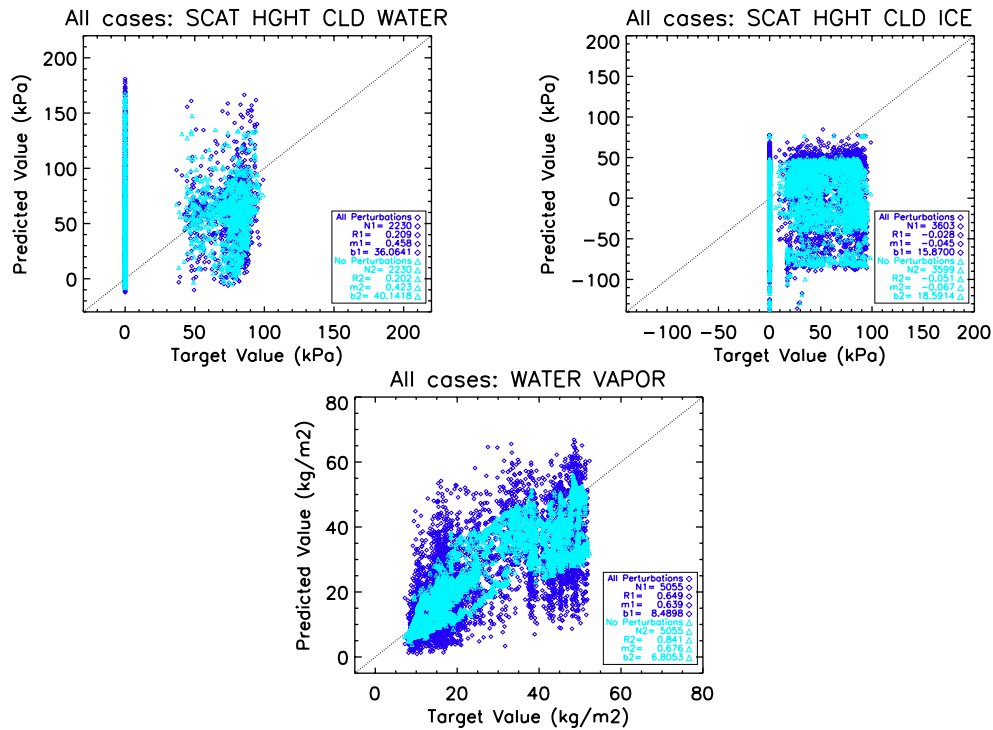 All cases: SCAT HGHT CLD WATER
Predicted Value (kPa)
200
150
100
50
0
0 50 100 150 200
Target Value (kPa)
All Perturbations
N1= 2230
R1= 0.209
m1= 0.458
b1= 36.0641
No Perturbations
N2= 2230
R2= 0.202
m2= 0.423
b2= 40.1418
All cases: SCAT HGHT CLD ICE
Predicted Value (kPa)
200
150
100
50
0
−50
−100
−100 −50 0 50 100 150 200
Target Value (kPa)
All Perturbations
N1= 3603
R1= −0.028
m1= −0.045
b1= 15.8700
No Perturbations
N2= 3599
R2= −0.051
m2= −0.067
b2= 18.5914
All cases: WATER VAPOR
Predicted Value (kg/m2)
80
60
40
20
0
0 20 40 60 80
Target Value (kg/m2)
All Perturbations
N1= 5055
R1= 0.649
m1= 0.639
b1= 8.4898
No Perturbations
N2= 5055
R2= 0.841
m2= 0.676
b2= 6.8053